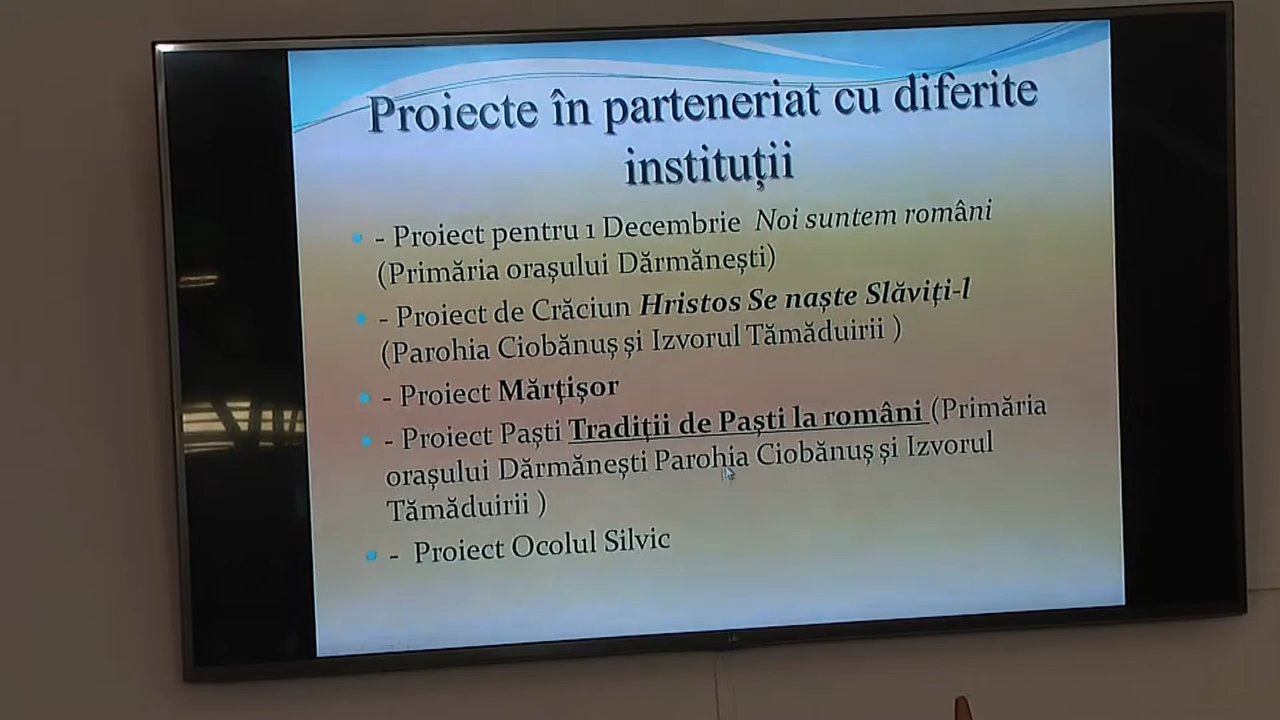 Proiecte în parteneriat cu diferite
instituții
- Proiect pentru 1 Decembrie Noi suntem români
(Primăria orașului Dărmănești)
- Proiect de Crăciun Hristos Se naște Slăviți-l
(Parohia Ciobănuș și Izvorul Tămăduirii )
- Proiect Mărțișor
- Proiect Paști Tradiții de Paști la români (Primăria
orașului Dărmănești Parohia Ciobănuș și Izvorul
Tămăduirii )
- Proiect Ocolul Silvic
LG